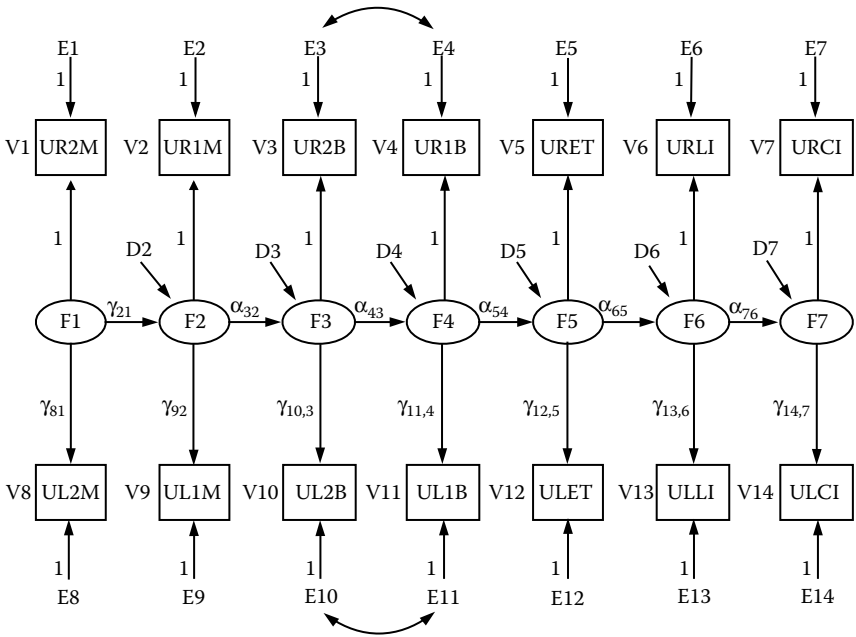 E1 E2 E3 E4 E5 E6 E7
1 1 1 1 1 1 1
V1 UR2M V2 UR1M V3 UR2B V4 UR1B V5 URET V6 URLI V7 URCI
1 1 1 1 1 1 1
D2 D3 D4 D5 D6 D7
F1 γ21 F2 α32 F3 α43 F4 α54 F5 α65 F6 α76 F7
γ81 γ92 γ10,3 γ11,4 γ12,5 γ13,6 γ14,7
V8 UL2M V9 UL1M V10 UL2B V11 UL1B V12 ULET V13 ULLI V14 ULCI
1 1 1 1 1 1 1
E8 E9 E10 E11 E12 E13 E14